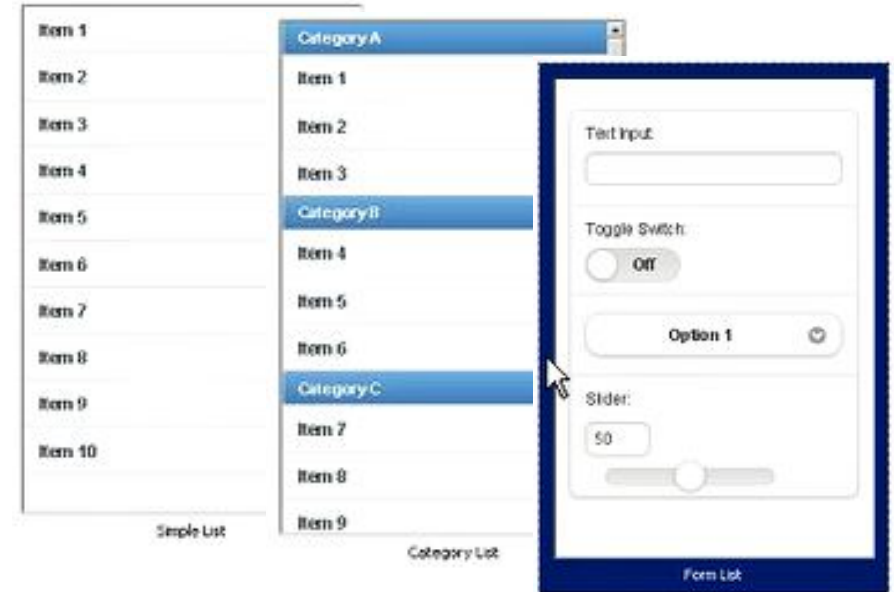 Item 1
Item 2
Item 3
Item 4
Item 5
Item 6
Item 7
Item 8
Item 9
Item 10
Simple List
Category A
Item 1
Item 2
Item 3
Category B
Item 4
Item 5
Item 6
Category C
Item 7
Item 8
Item 9
Category List
Text Input:
Toggle Switch:
Off
Option 1
Slider:
50
Form List